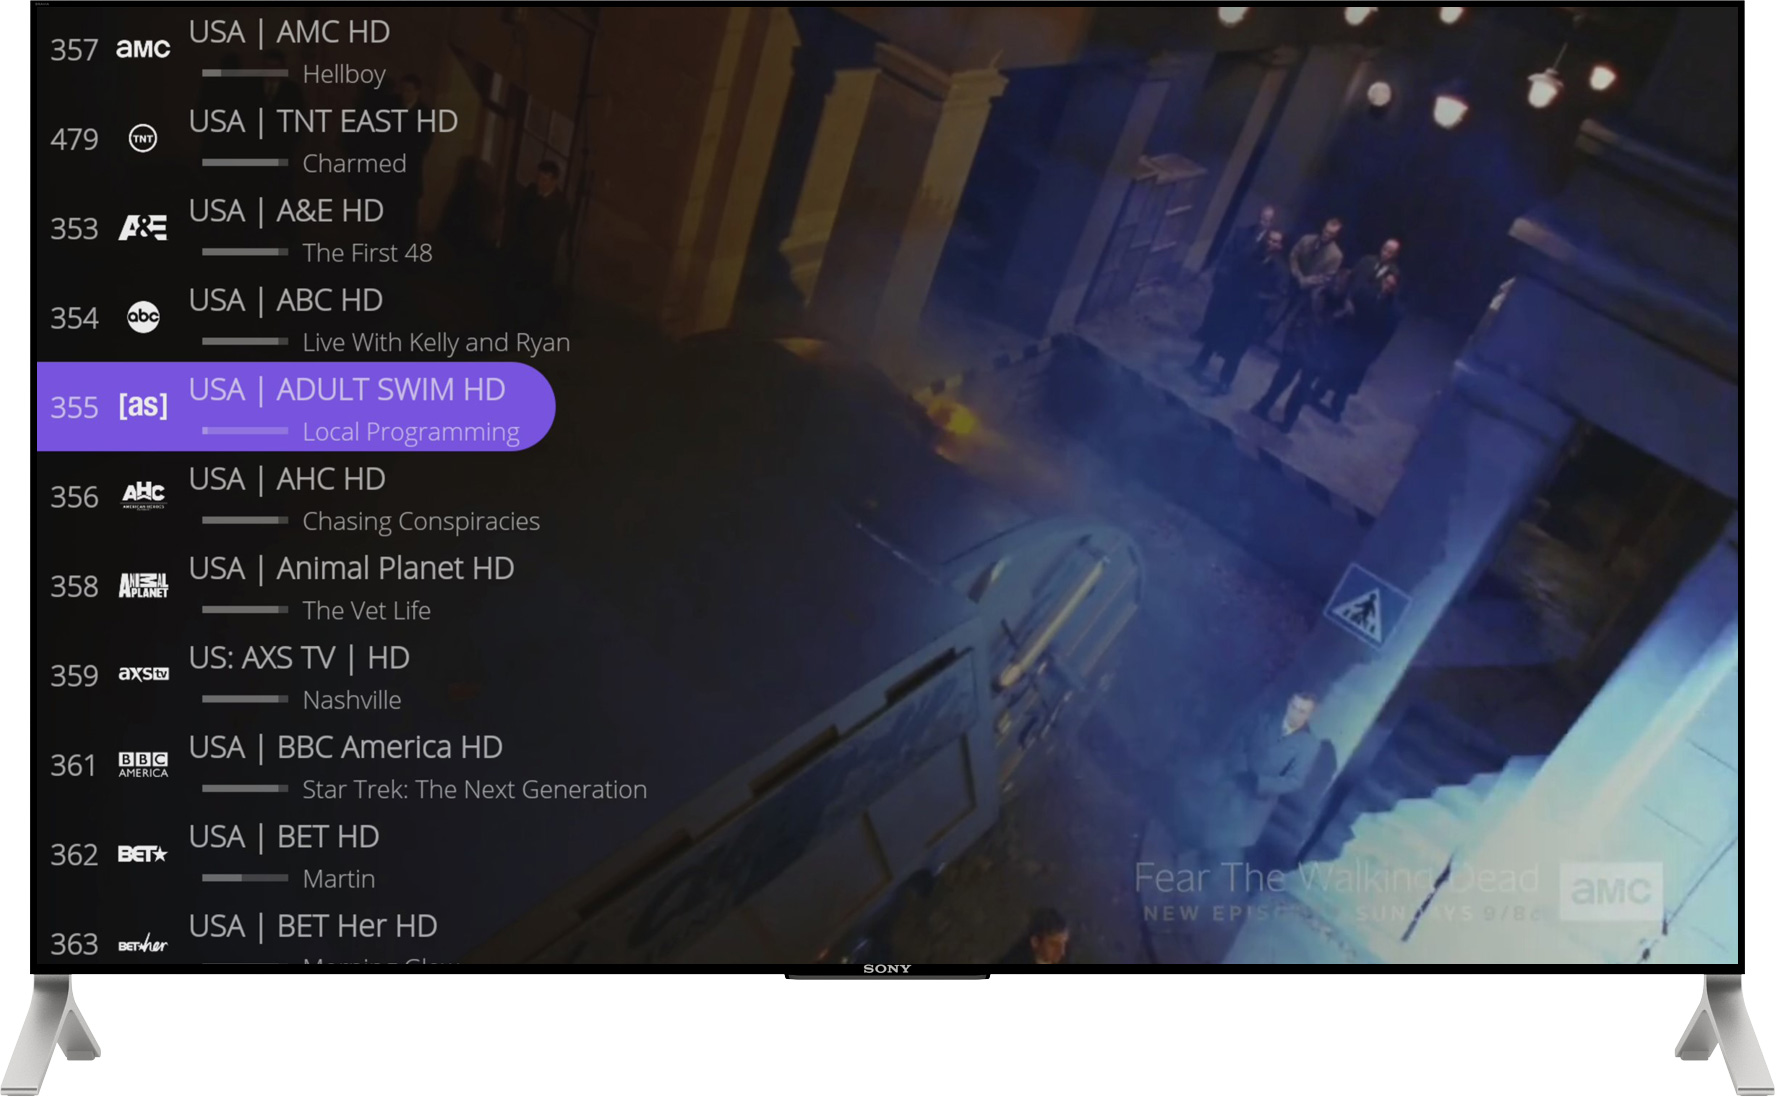 357 aMC USA | AMC HD
Hellboy
479 TNT USA | TNT EAST HD
Charmed
353 A&E USA | A&E HD
The First 48
354 abc USA | ABC HD
Live With Kelly and Ryan
355 [as] USA | ADULT SWIM HD
Local Programming
356 AHC USA | AHC HD
Chasing Conspiracies
358 ANIMAL PLANET USA | Animal Planet HD
The Vet Life
359 axs tv US: AXS TV | HD
Nashville
361 BBC AMERICA USA | BBC America HD
Star Trek: The Next Generation
362 BET USA | BET HD
Martin
363 BET her USA | BET Her HD
Morning Glow
Fear The Walking Dead aMC
NEW EPISODES SUNDAYS 9/8c
SONY